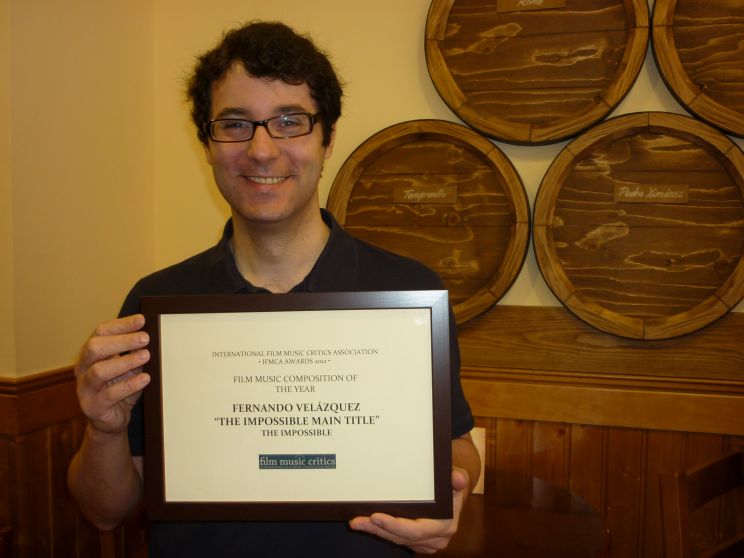 Rome
Tempranillo
Pedro Ximénez
INTERNATIONAL FILM MUSIC CRITICS ASSOCIATION
• IFMCA AWARDS 2012 •
FILM MUSIC COMPOSITION OF
THE YEAR
FERNANDO VELÁZQUEZ
“THE IMPOSSIBLE MAIN TITLE”
THE IMPOSSIBLE
film music critics